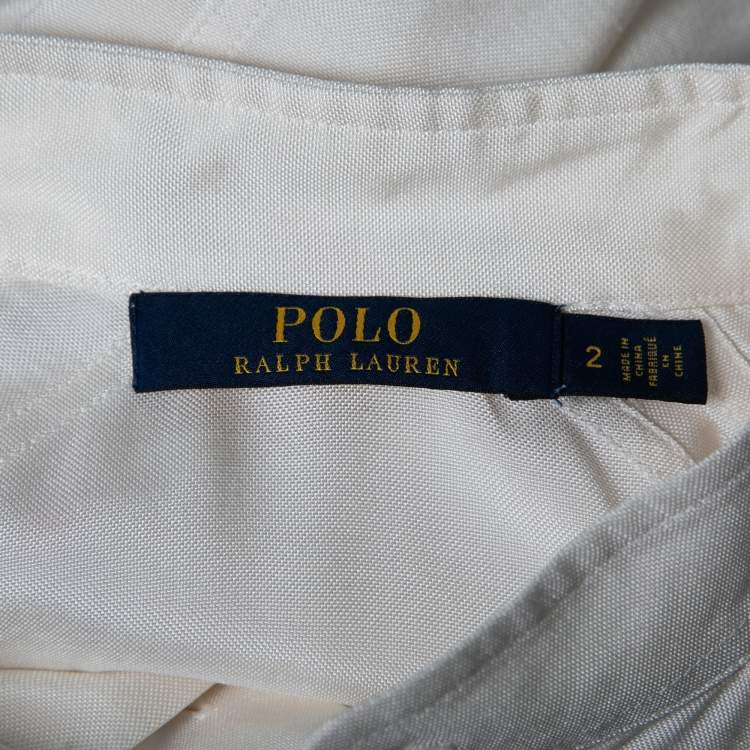 POLO
RALPH LAUREN
2
MADE IN
CHINA
FABRIQUÉ
EN
CHINE